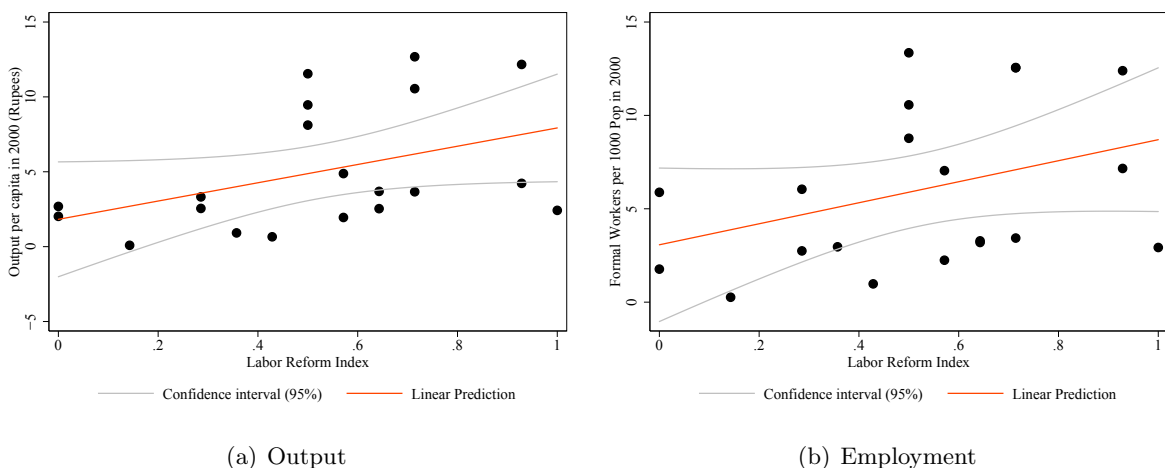 15
10
5
0
−5
Output per capita in 2000 (Rupees)
0 .2 .4 .6 .8 1
Labor Reform Index
Confidence interval (95%) Linear Prediction
(a) Output
15
10
5
0
Formal Workers per 1000 Pop in 2000
0 .2 .4 .6 .8 1
Labor Reform Index
Confidence interval (95%) Linear Prediction
(b) Employment